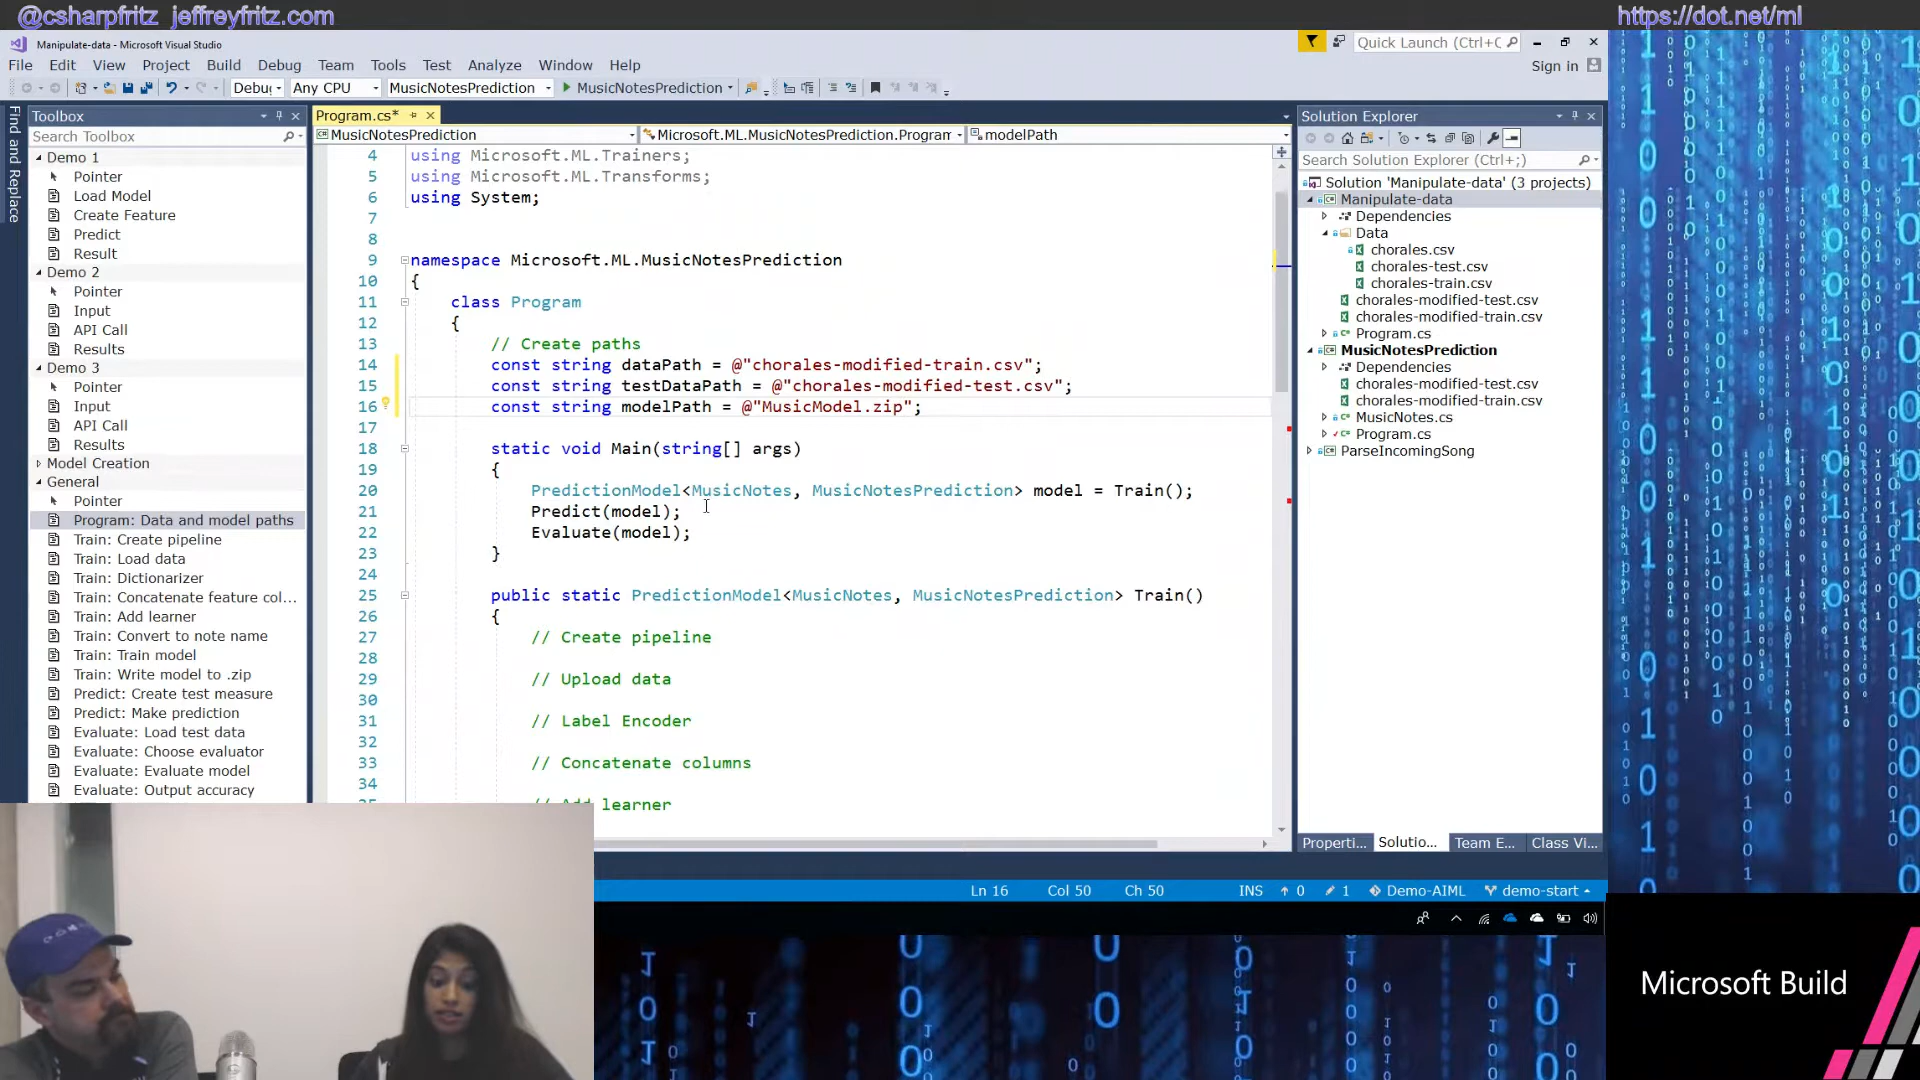 @csharpfritz jeffreyfritz.com
https://dot.net/ml
Manipulate-data - Microsoft Visual Studio
Quick Launch (Ctrl+Q
File Edit View Project Build Debug Team Tools Test Analyze Window Help
Sign in
Debug Any CPU MusicNotesPrediction MusicNotesPrediction
Find and Replace
Toolbox
Search Toolbox
Demo 1
Pointer
Load Model
Create Feature
Predict
Result
Demo 2
Pointer
Input
API Call
Results
Demo 3
Pointer
Input
API Call
Results
Model Creation
General
Pointer
Program: Data and model paths
Train: Create pipeline
Train: Load data
Train: Dictionarizer
Train: Concatenate feature col...
Train: Add learner
Train: Convert to note name
Train: Train model
Train: Write model to .zip
Predict: Create test measure
Predict: Make prediction
Evaluate: Load test data
Evaluate: Choose evaluator
Evaluate: Evaluate model
Evaluate: Output accuracy
Program.cs*
MusicNotesPrediction Microsoft.ML.MusicNotesPrediction.Program modelPath
4 using Microsoft.ML.Trainers;
5 using Microsoft.ML.Transforms;
6 using System;
7
8
9 namespace Microsoft.ML.MusicNotesPrediction
10 {
11 class Program
12 {
13 // Create paths
14 const string dataPath = @"chorales-modified-train.csv";
15 const string testDataPath = @"chorales-modified-test.csv";
16 const string modelPath = @"MusicModel.zip";
17
18 static void Main(string[] args)
19 {
20 PredictionModel<MusicNotes, MusicNotesPrediction> model = Train();
21 Predict(model);
22 Evaluate(model);
23 }
24
25 public static PredictionModel<MusicNotes, MusicNotesPrediction> Train()
26 {
27 // Create pipeline
28
29 // Upload data
30
31 // Label Encoder
32
33 // Concatenate columns
34
// Add learner
Solution Explorer
Search Solution Explorer (Ctrl+;)
Solution 'Manipulate-data' (3 projects)
Manipulate-data
Dependencies
Data
chorales.csv
chorales-test.csv
chorales-train.csv
chorales-modified-test.csv
chorales-modified-train.csv
Program.cs
MusicNotesPrediction
Dependencies
chorales-modified-test.csv
chorales-modified-train.csv
MusicNotes.cs
Program.cs
ParseIncomingSong
Properti... Solutio... Team E... Class Vi...
Ln 16 Col 50 Ch 50 INS 0 1 Demo-AIML demo-start
Microsoft Build